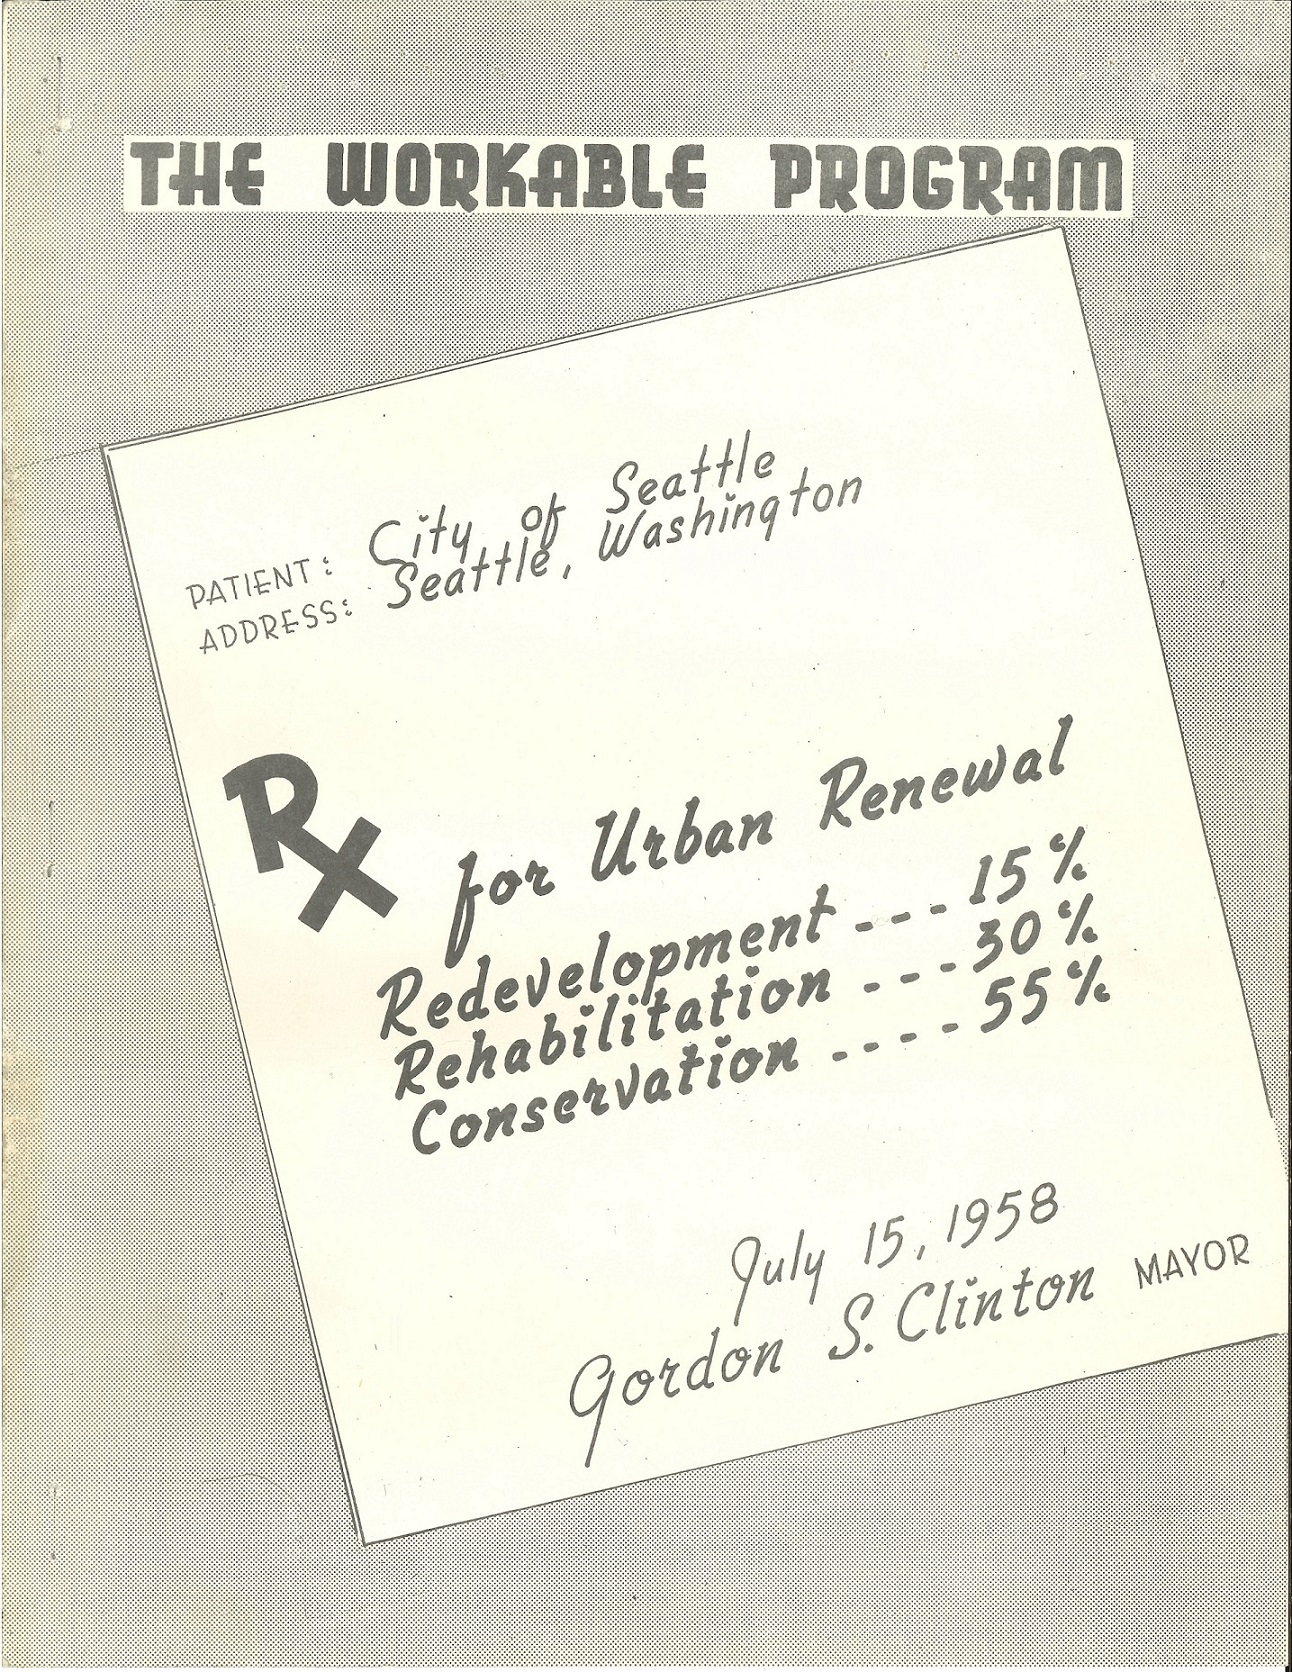 THE WORKABLE PROGRAM
PATIENT: City of Seattle
ADDRESS: Seattle, Washington
Rx for Urban Renewal
Redevelopment --- 15%
Rehabilitation --- 30%
Conservation ---- 55%
July 15, 1958
Gordon S. Clinton MAYOR